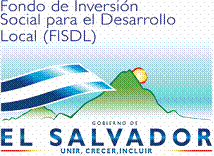 Fondo de Inversión
Social para el Desarrollo
Local (FISDL)
GOBIERNO DE
EL SALVADOR
UNIR, CRECER, INCLUIR